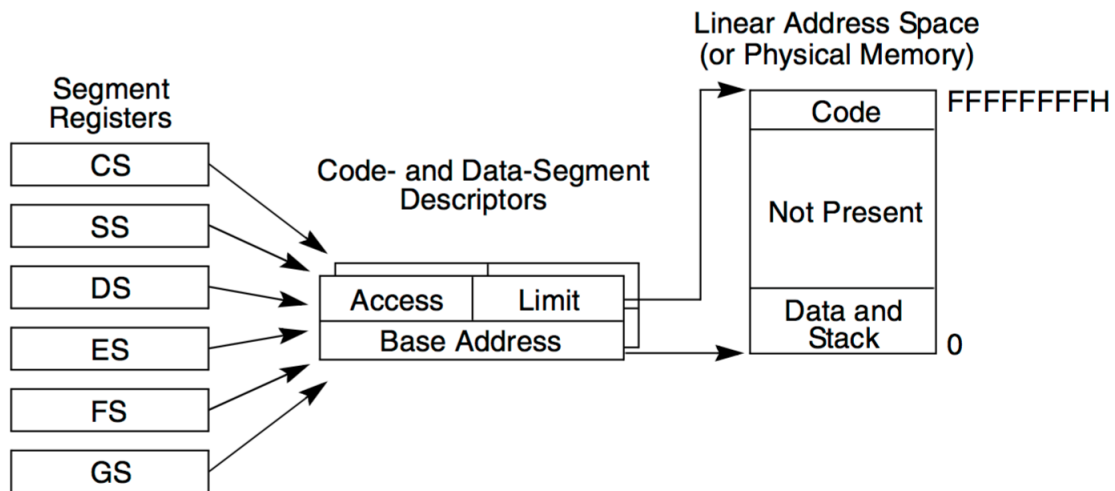 Linear Address Space
(or Physical Memory)
Segment
Registers
CS
SS
DS
ES
FS
GS
Code- and Data-Segment
Descriptors
Access
Limit
Base Address
Code
FFFFFFFFH
Not Present
Data and
Stack
0